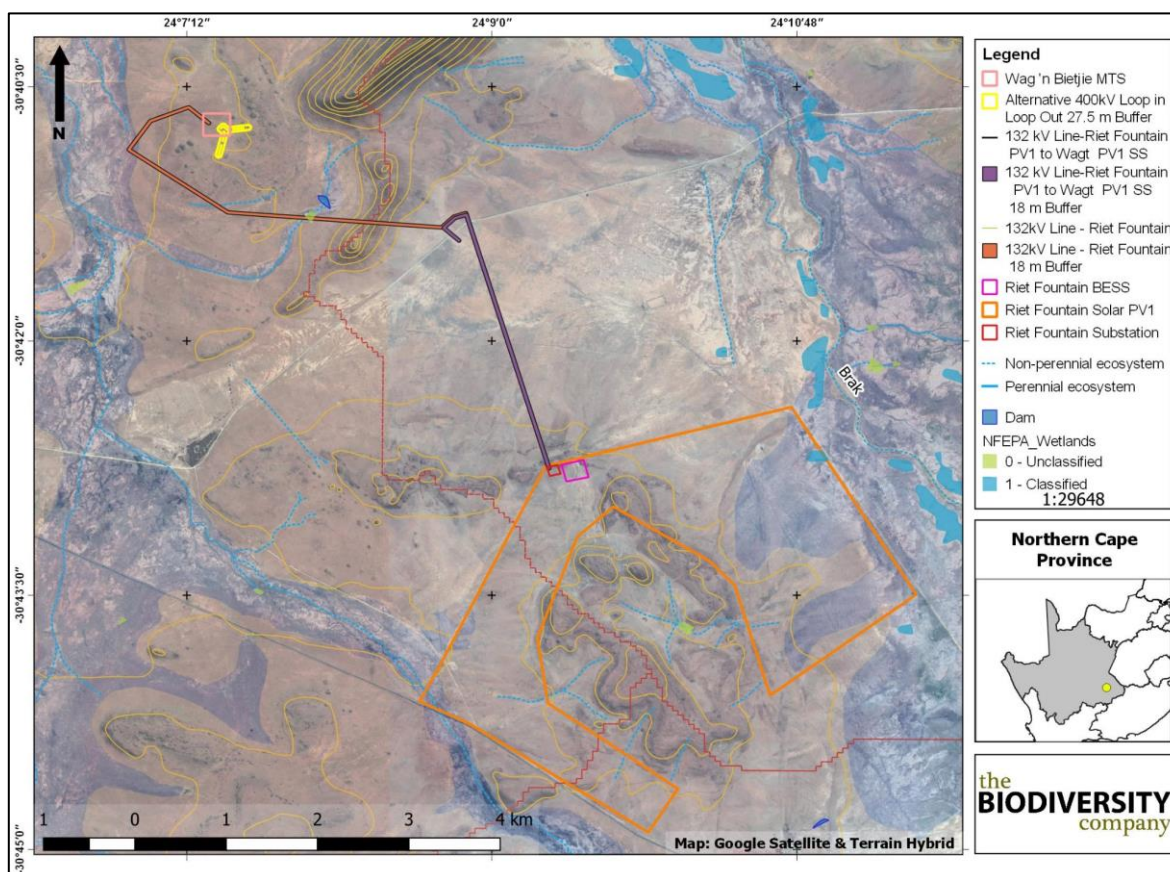 24°7'12"
24°9'0"
24°10'48"
-30°40'30"
-30°42'0"
-30°43'30"
-30°45'0"
N
Brak
1 0 1 2 3 4 km
Map: Google Satellite & Terrain Hybrid
Legend
Wag 'n Bietjie MTS
Alternative 400kV Loop in
Loop Out 27.5 m Buffer
132 kV Line-Riet Fountain
PV1 to Wagt PV1 SS
132 kV Line-Riet Fountain
PV1 to Wagt PV1 SS
18 m Buffer
132kV Line - Riet Fountain
132kV Line - Riet Fountain
18 m Buffer
Riet Fountain BESS
Riet Fountain Solar PV1
Riet Fountain Substation
Non-perennial ecosystem
Perennial ecosystem
Dam
NFEPA_Wetlands
0 - Unclassified
1 - Classified
1:29648
Northern Cape
Province
the
BIODIVERSITY
company